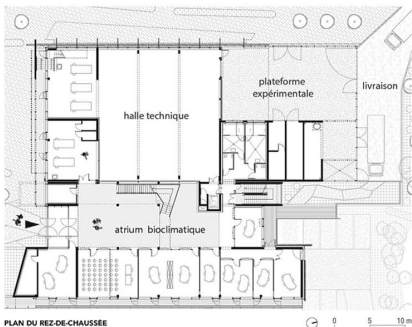 plateforme
expérimentale
livraison
halle technique
atrium bioclimatique
PLAN DU REZ-DE-CHAUSSÉE
0 5 10 m